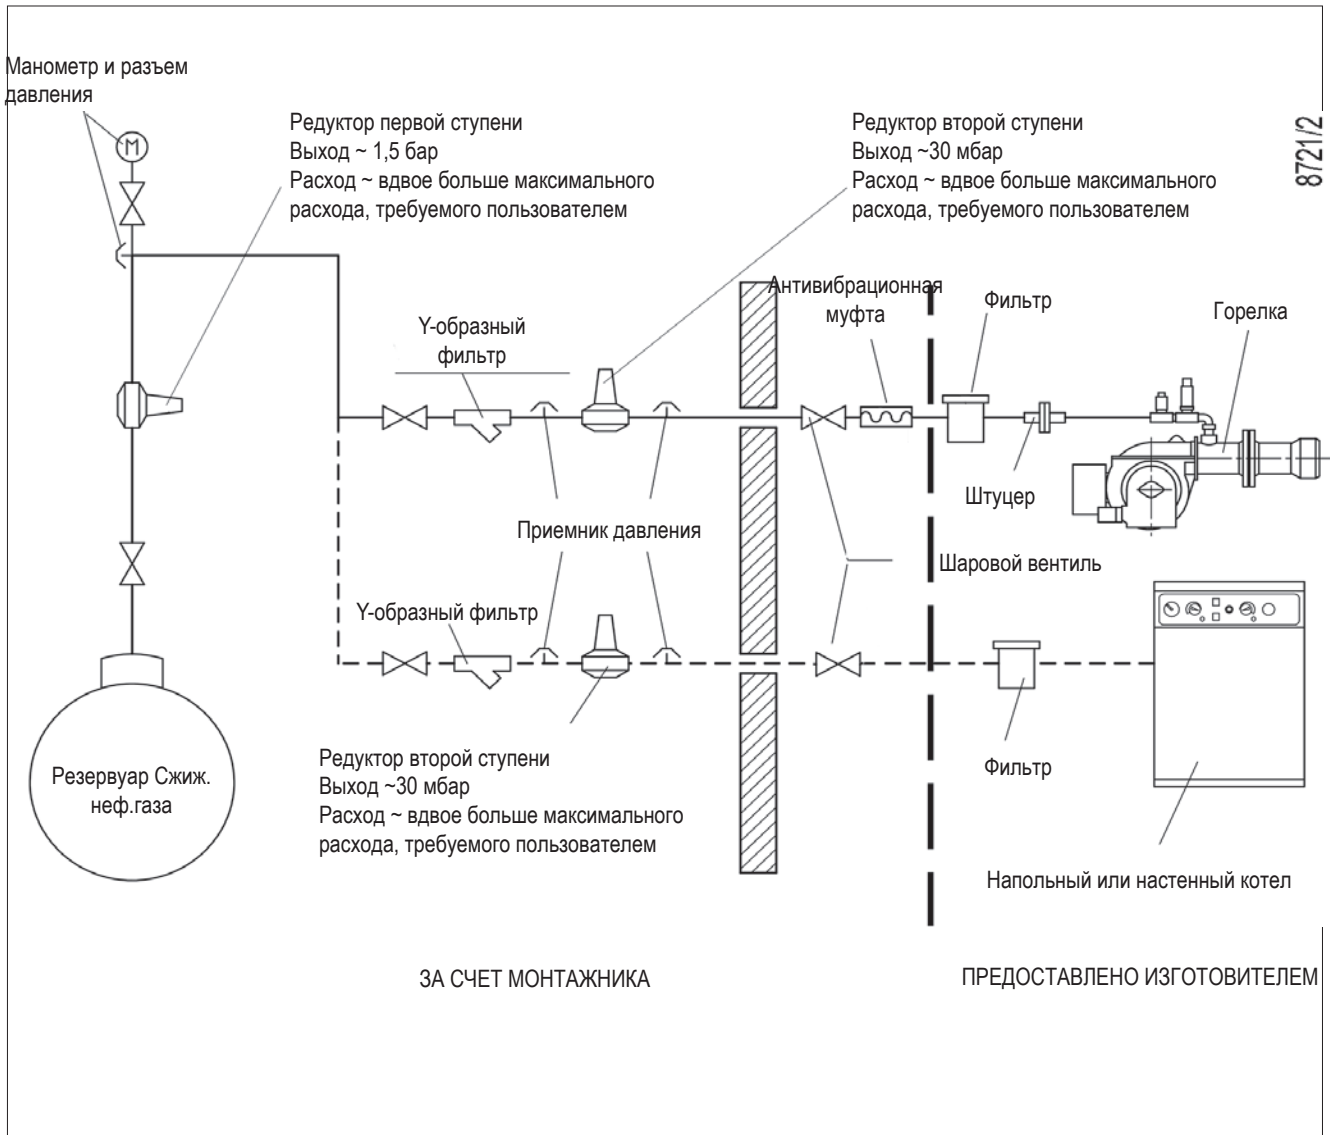 Манометр и разъем
давления
M
Редуктор первой ступени
Выход ~ 1,5 бар
Расход ~ вдвое больше максимального
расхода, требуемого пользователем
Редуктор второй ступени
Выход ~30 мбар
Расход ~ вдвое больше максимального
расхода, требуемого пользователем
8721/2
Y-образный
фильтр
Антивибрационная
муфта
Фильтр
Горелка
Штуцер
Приемник давления
Шаровой вентиль
Y-образный фильтр
Резервуар Сжиж.
неф.газа
Редуктор второй ступени
Выход ~30 мбар
Расход ~ вдвое больше максимального
расхода, требуемого пользователем
Фильтр
Напольный или настенный котел
ЗА СЧЕТ МОНТАЖНИКА
ПРЕДОСТАВЛЕНО ИЗГОТОВИТЕЛЕМ